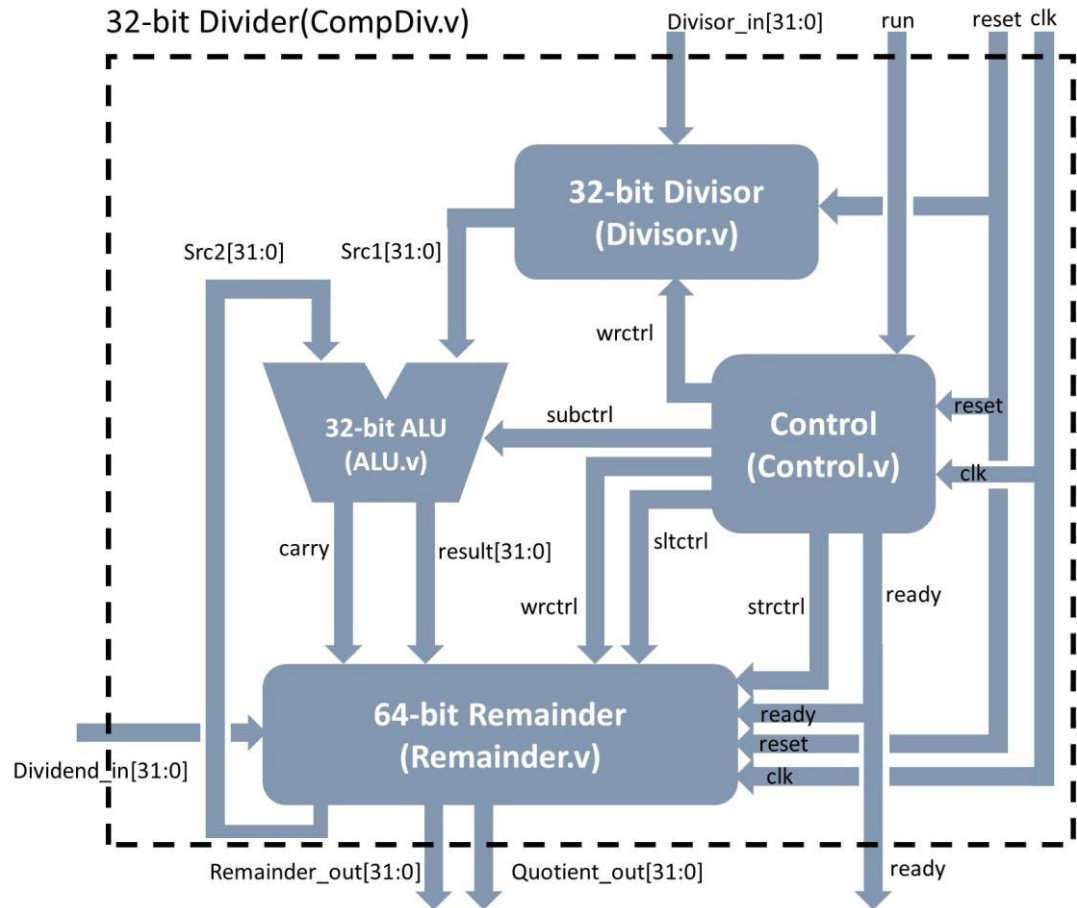 32-bit Divider(CompDiv.v)
Divisor_in[31:0]
run
reset
clk
32-bit Divisor
(Divisor.v)
Src2[31:0]
Src1[31:0]
wrctrl
32-bit ALU
(ALU.v)
subctrl
Control
(Control.v)
reset
clk
carry
result[31:0]
sltctrl
wrctrl
strctrl
ready
64-bit Remainder
(Remainder.v)
ready
reset
clk
Dividend_in[31:0]
Remainder_out[31:0]
Quotient_out[31:0]
ready